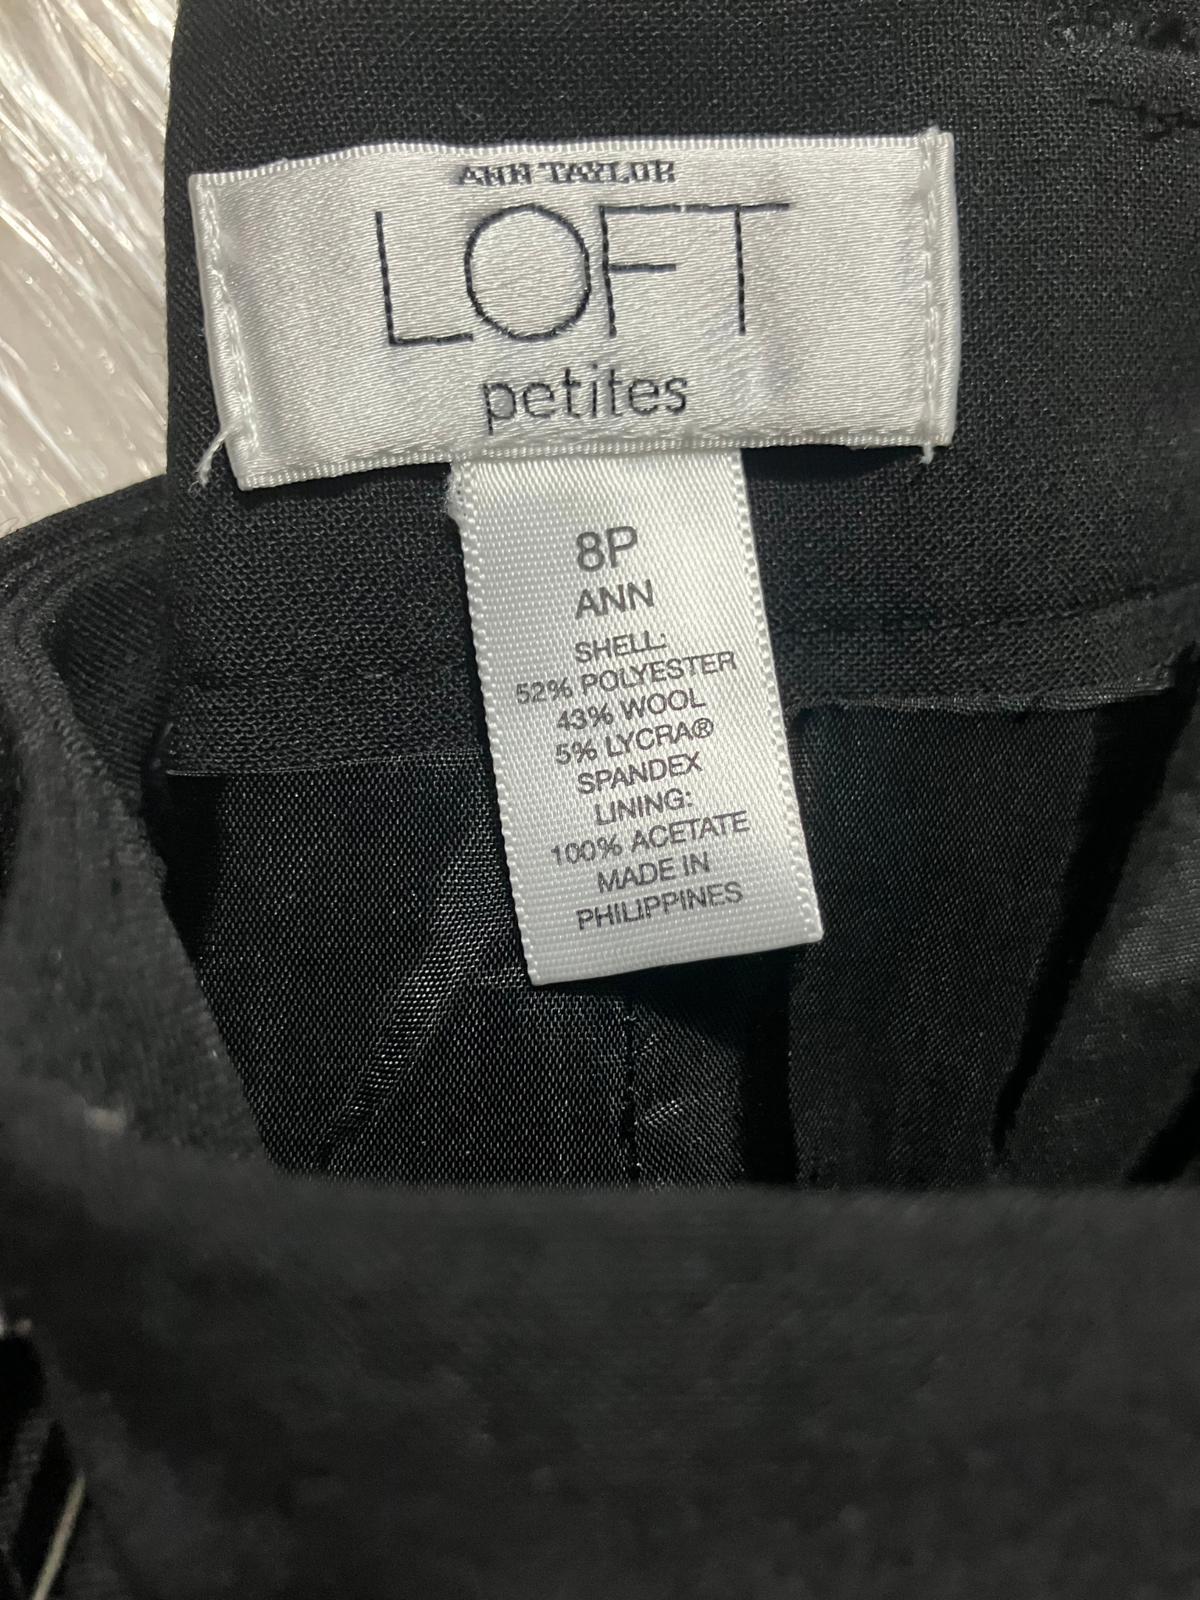 ANN TAYLOR
LOFT
petites
8P
ANN
SHELL:
52% POLYESTER
43% WOOL
5% LYCRA®
SPANDEX
LINING:
100% ACETATE
MADE IN
PHILIPPINES